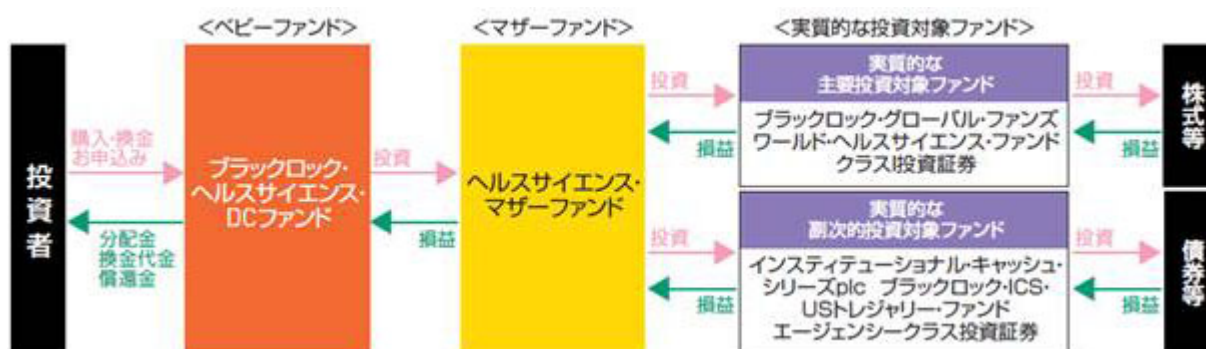 <ベビーファンド>
<マザーファンド>
<実質的な投資対象ファンド>
投資者
購入・換金
お申込み
分配金
換金代金
償還金
ブラックロック・
ヘルスサイエンス・
DCファンド
投資
損益
ヘルスサイエンス・
マザーファンド
投資
損益
実質的な
主要投資対象ファンド
ブラックロック・グローバル・ファンズ
ワールド・ヘルスサイエンス・ファンド
クラスI投資証券
投資
損益
株式等
投資
損益
実質的な
副次的投資対象ファンド
インスティテューショナル・キャッシュ・
シリーズplc ブラックロック・ICS・
USトレジャリー・ファンド
エージェンシークラス投資証券
投資
損益
債券等